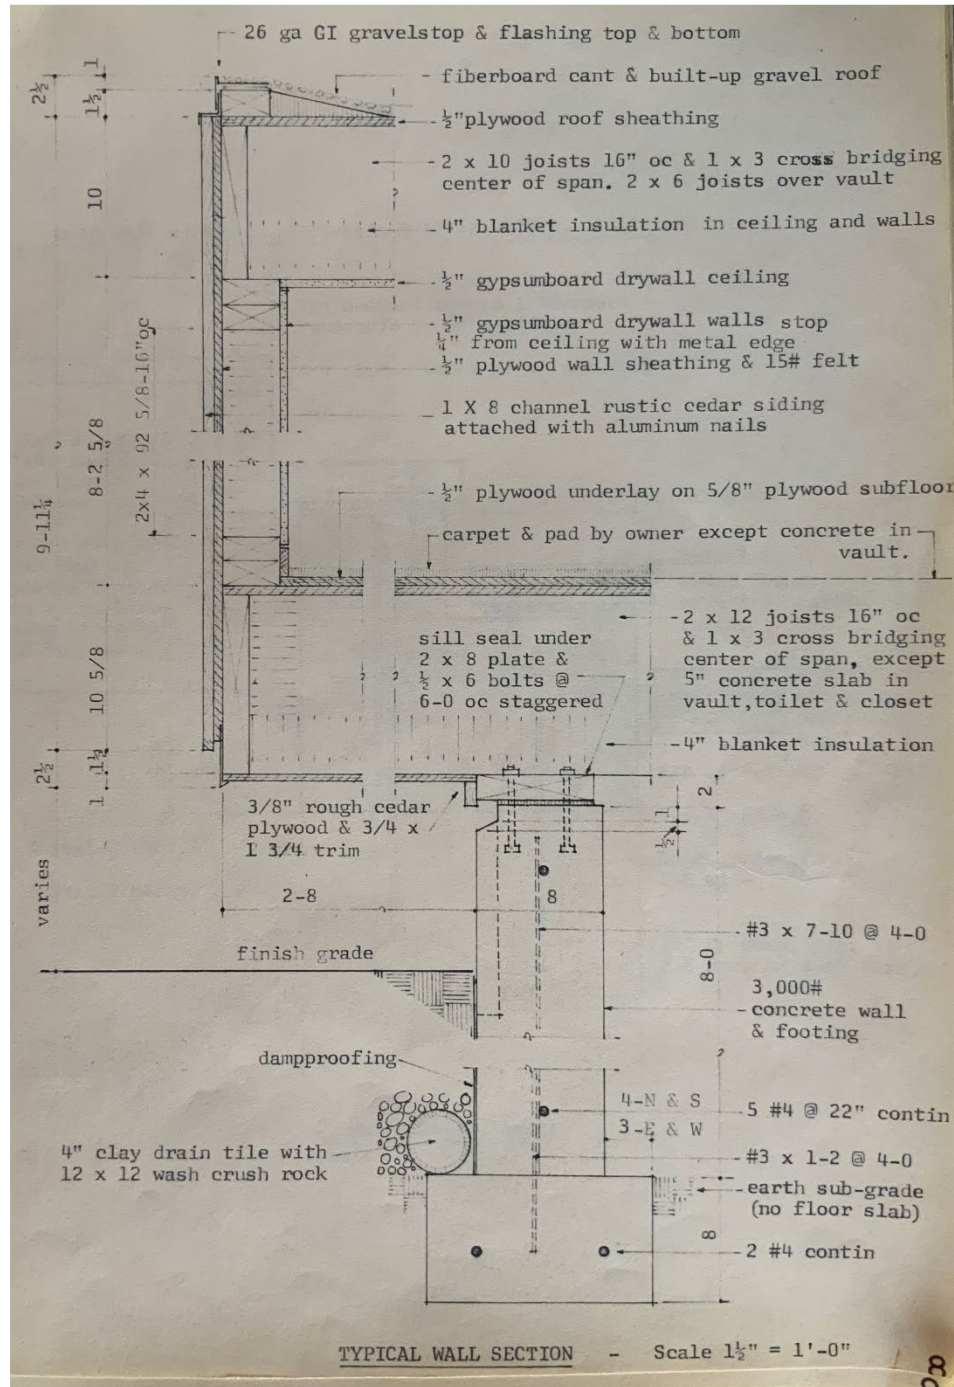 26 ga GI gravelstop & flashing top & bottom
fiberboard cant & built-up gravel roof
½" plywood roof sheathing
2 x 10 joists 16" oc & 1 x 3 cross bridging
center of span. 2 x 6 joists over vault
4" blanket insulation in ceiling and walls
½" gypsumboard drywall ceiling
½" gypsumboard drywall walls stop
¼" from ceiling with metal edge
½" plywood wall sheathing & 15# felt
1 X 8 channel rustic cedar siding
attached with aluminum nails
½" plywood underlay on 5/8" plywood subfloor
carpet & pad by owner except concrete in
vault.
2 x 12 joists 16" oc
& 1 x 3 cross bridging
center of span, except
5" concrete slab in
vault, toilet & closet
sill seal under
2 x 8 plate &
½ x 6 bolts @
6-0 oc staggered
4" blanket insulation
3/8" rough cedar
plywood & 3/4 x
1 3/4 trim
2½
1
1½
10
2x4 x 92 5/8-16"oc
8-2 5/8
9-11¼
10 5/8
2½
1½
1
varies
2
1
½
2-8
8
finish grade
#3 x 7-10 @ 4-0
8-0
3,000#
concrete wall
& footing
dampproofing
4-N & S
3-E & W
5 #4 @ 22" contin
#3 x 1-2 @ 4-0
4" clay drain tile with
12 x 12 wash crush rock
earth sub-grade
(no floor slab)
8
2 #4 contin
TYPICAL WALL SECTION - Scale 1½" = 1'-0"